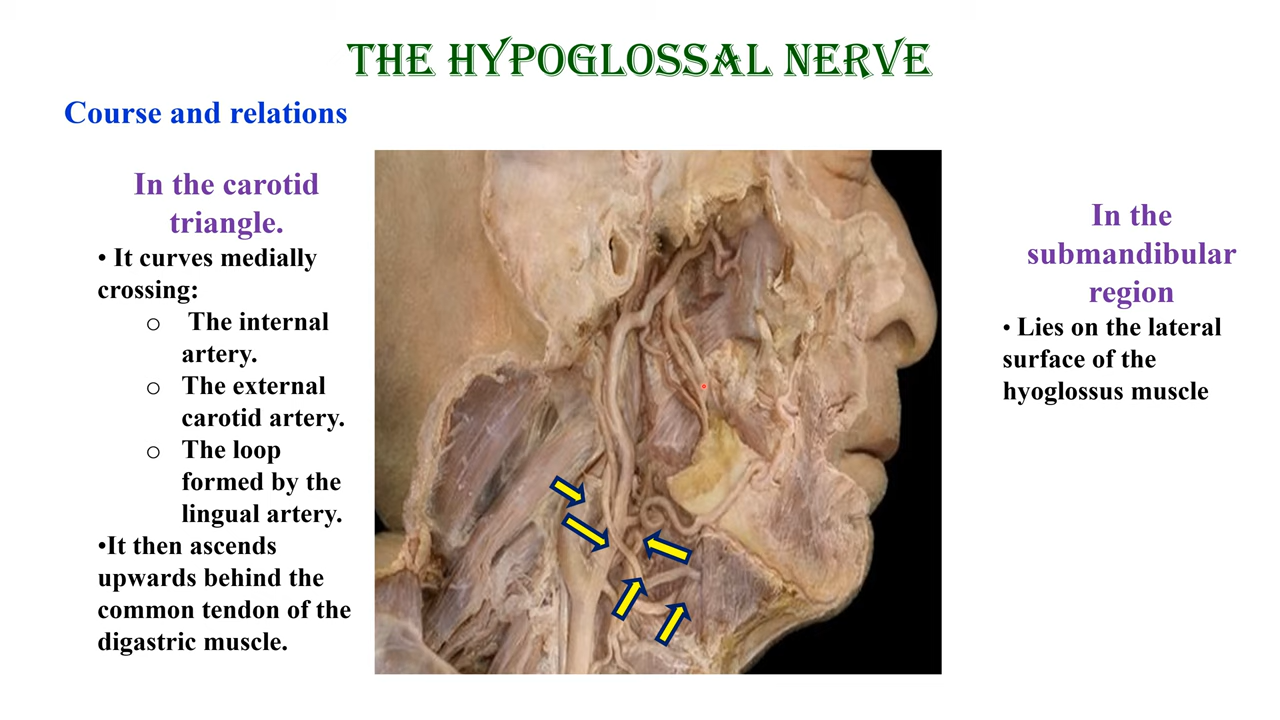 THE HYPOGLOSSAL NERVE
Course and relations
In the carotid
triangle.
• It curves medially
crossing:
o The internal
artery.
o The external
carotid artery.
o The loop
formed by the
lingual artery.
•It then ascends
upwards behind the
common tendon of the
digastric muscle.
In the
submandibular
region
• Lies on the lateral
surface of the
hyoglossus muscle